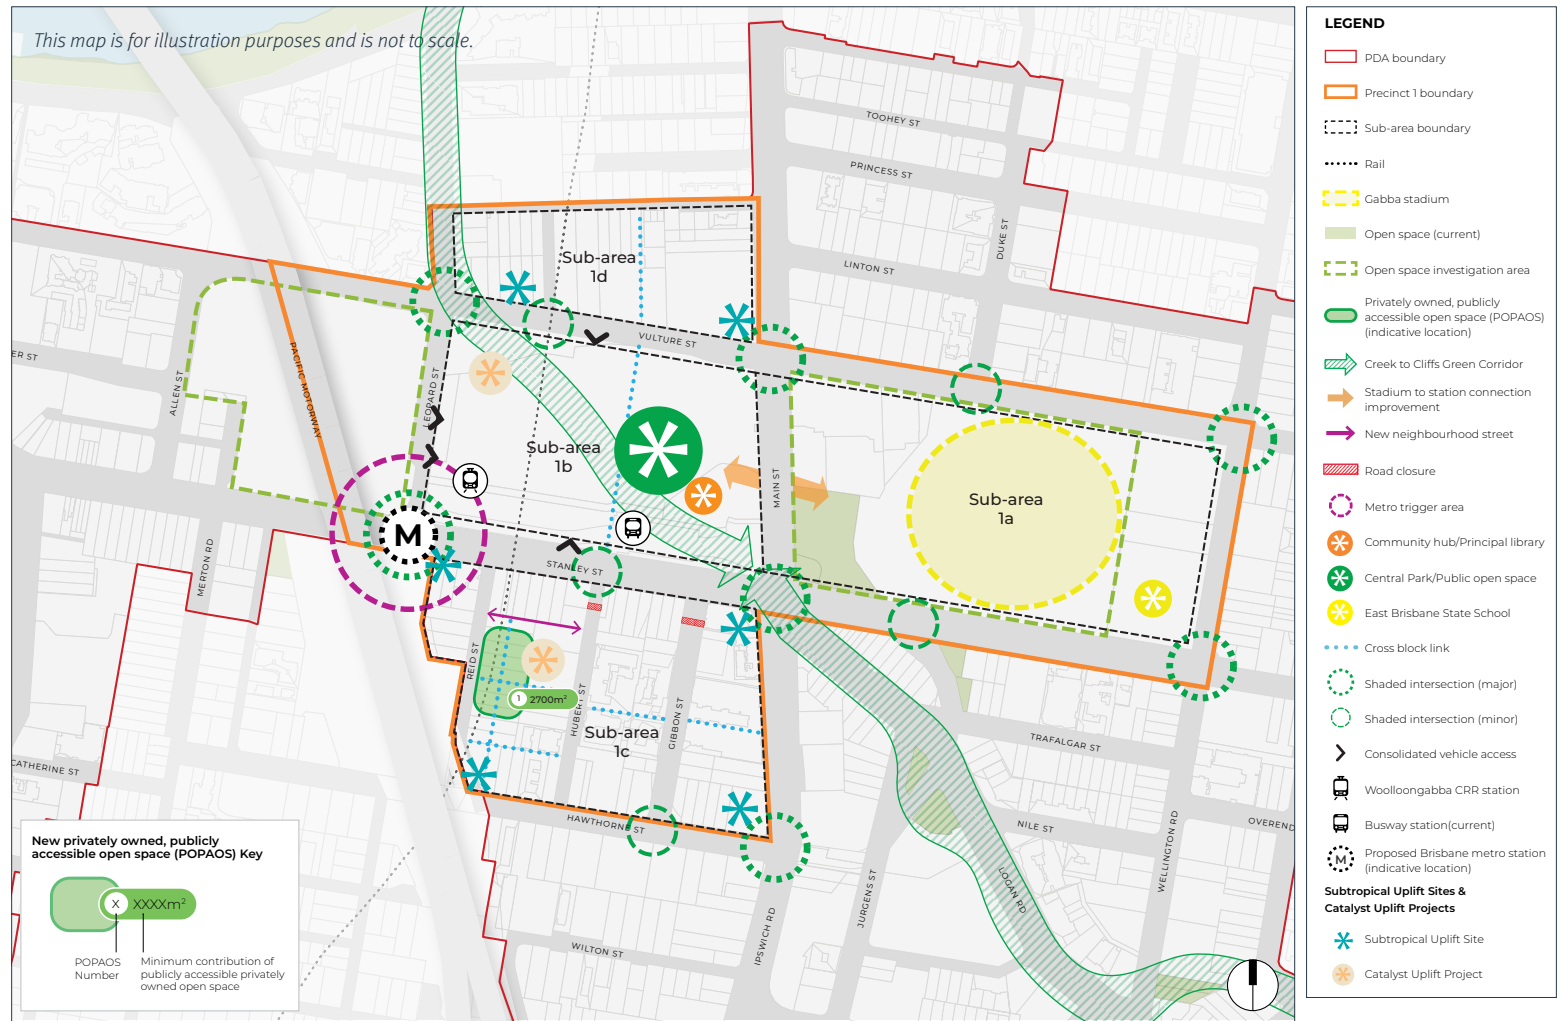 This map is for illustration purposes and is not to scale.
TOOHEY ST
PRINCESS ST
DUKE ST
LINTON ST
Sub-area
1d
VULTURE ST
ER ST
ALLEN ST
PACIFIC MOTORWAY
LEOPARD ST
Sub-area
1b
MAIN ST
Sub-area
1a
M
MERTON RD
STANLEY ST
REID ST
1 2700m²
HUBERT ST
GIBBON ST
Sub-area
1c
TRAFALGAR ST
CATHERINE ST
HAWTHORNE ST
NILE ST
OVEREND
WELLINGTON RD
LOGAN RD
JURGENS ST
IPSWICH RD
WILTON ST
New privately owned, publicly
accessible open space (POPAOS) Key
X XXXXm²
POPAOS
Number
Minimum contribution of
publicly accessible privately
owned open space
LEGEND
PDA boundary
Precinct 1 boundary
Sub-area boundary
Rail
Gabba stadium
Open space (current)
Open space investigation area
Privately owned, publicly
accessible open space (POPAOS)
(indicative location)
Creek to Cliffs Green Corridor
Stadium to station connection
improvement
New neighbourhood street
Road closure
Metro trigger area
Community hub/Principal library
Central Park/Public open space
East Brisbane State School
Cross block link
Shaded intersection (major)
Shaded intersection (minor)
Consolidated vehicle access
Woolloongabba CRR station
Busway station(current)
M
Proposed Brisbane metro station
(indicative location)
Subtropical Uplift Sites &
Catalyst Uplift Projects
Subtropical Uplift Site
Catalyst Uplift Project